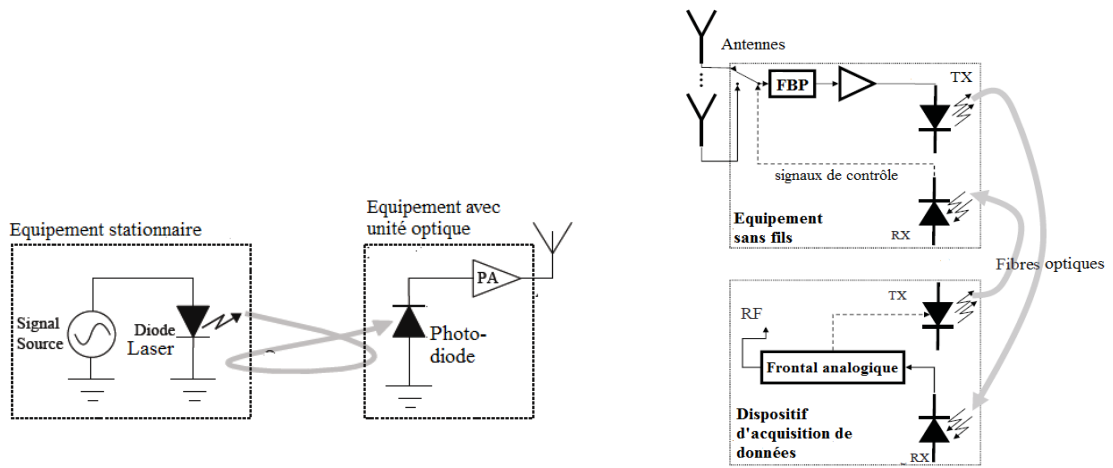 Equipement stationnaire
Signal
Source
Diode
Laser
Equipement avec
unité optique
PA
Photo-
diode
Antennes
FBP
TX
signaux de contrôle
Equipement
sans fils
RX
Fibres optiques
TX
RF
Frontal analogique
Dispositif
d'acquisition de
données
RX